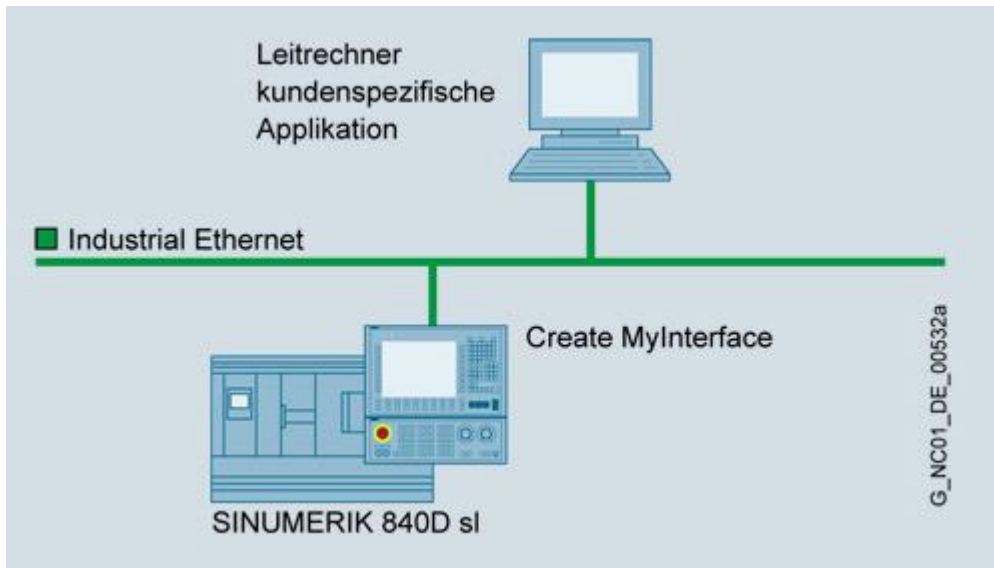 Leitrechner
kundenspezifische
Applikation
Industrial Ethernet
Create MyInterface
SINUMERIK 840D sl
G_NC01_DE_00532a